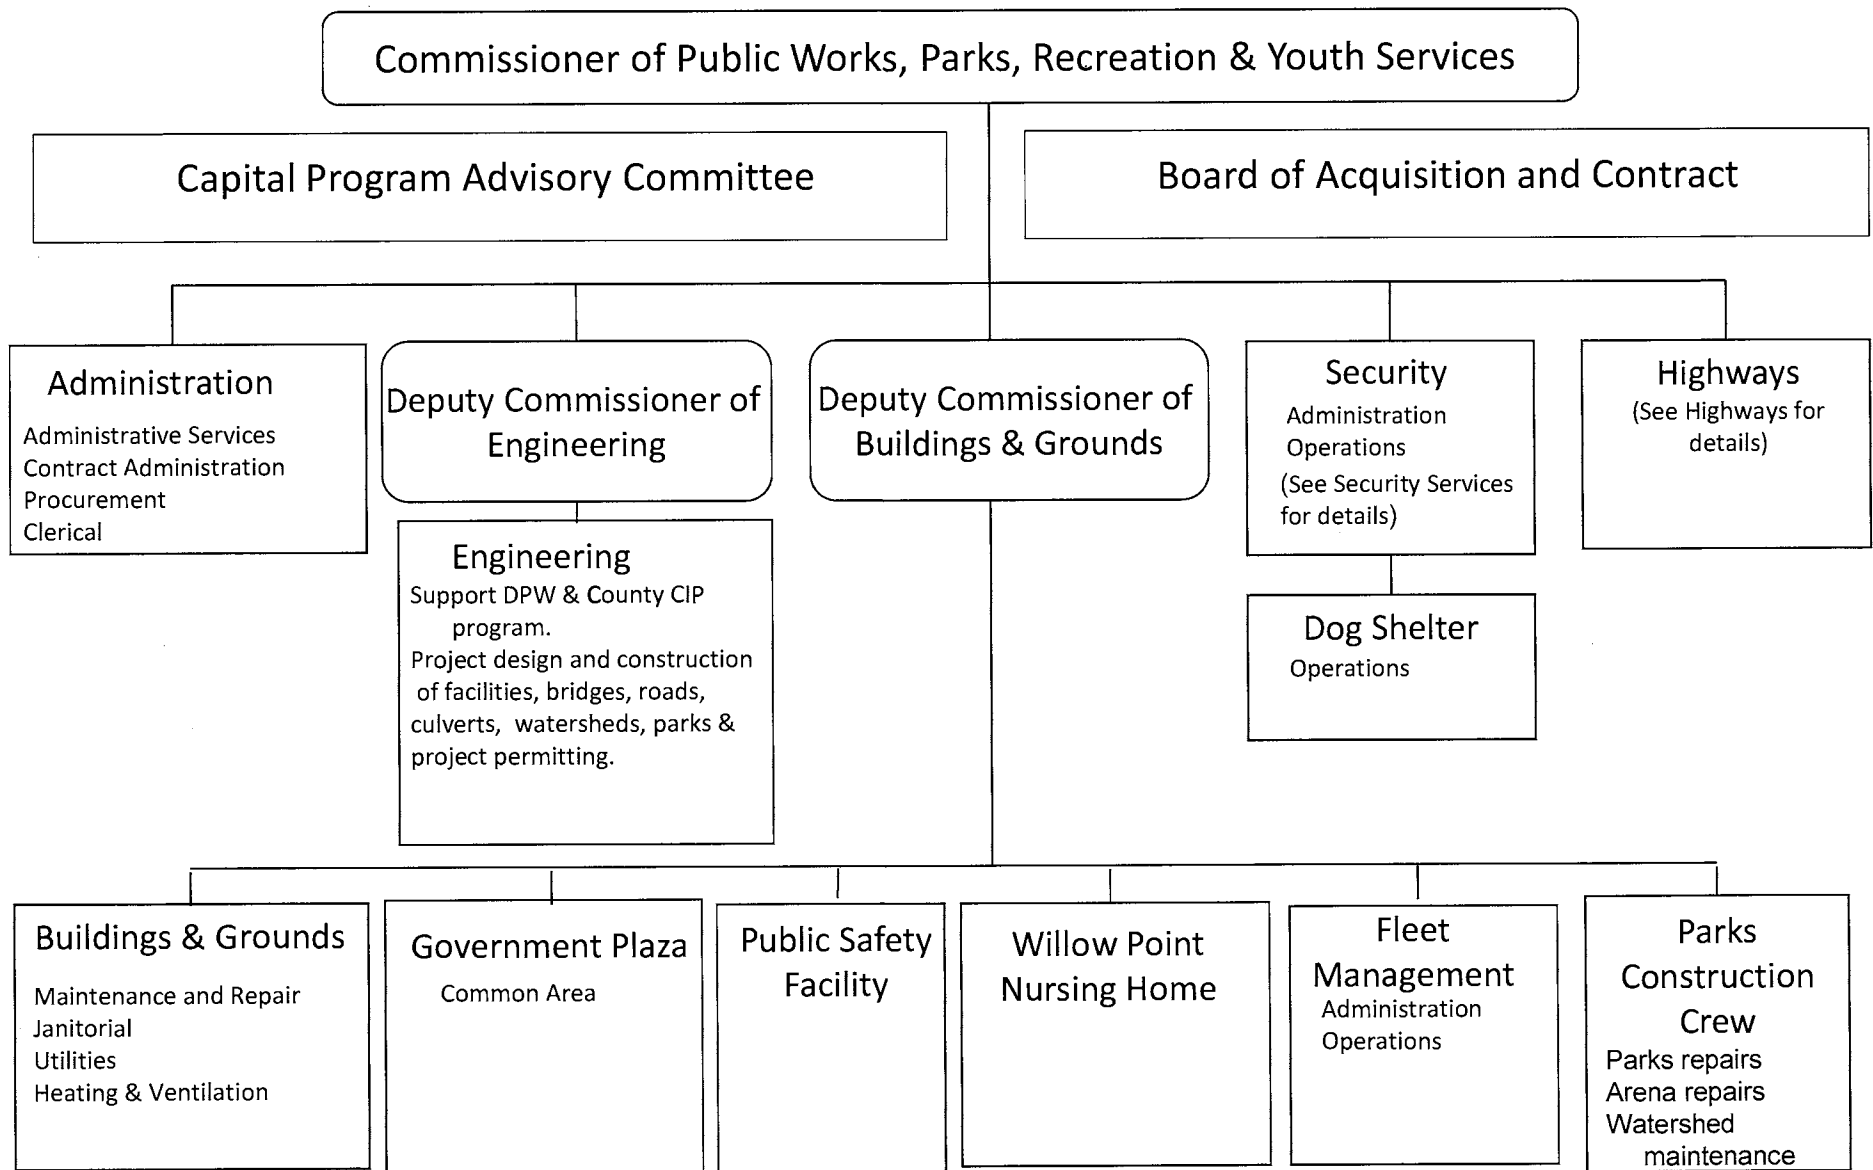 Commissioner of Public Works, Parks, Recreation & Youth Services
Capital Program Advisory Committee
Board of Acquisition and Contract
Administration
Administrative Services
Contract Administration
Procurement
Clerical
Deputy Commissioner of
Engineering
Deputy Commissioner of
Buildings & Grounds
Security
Administration
Operations
(See Security Services
for details)
Highways
(See Highways for
details)
Engineering
Support DPW & County CIP
program.
Project design and construction
of facilities, bridges, roads,
culverts, watersheds, parks &
project permitting.
Dog Shelter
Operations
Buildings & Grounds
Maintenance and Repair
Janitorial
Utilities
Heating & Ventilation
Government Plaza
Common Area
Public Safety
Facility
Willow Point
Nursing Home
Fleet
Management
Administration
Operations
Parks
Construction
Crew
Parks repairs
Arena repairs
Watershed
maintenance